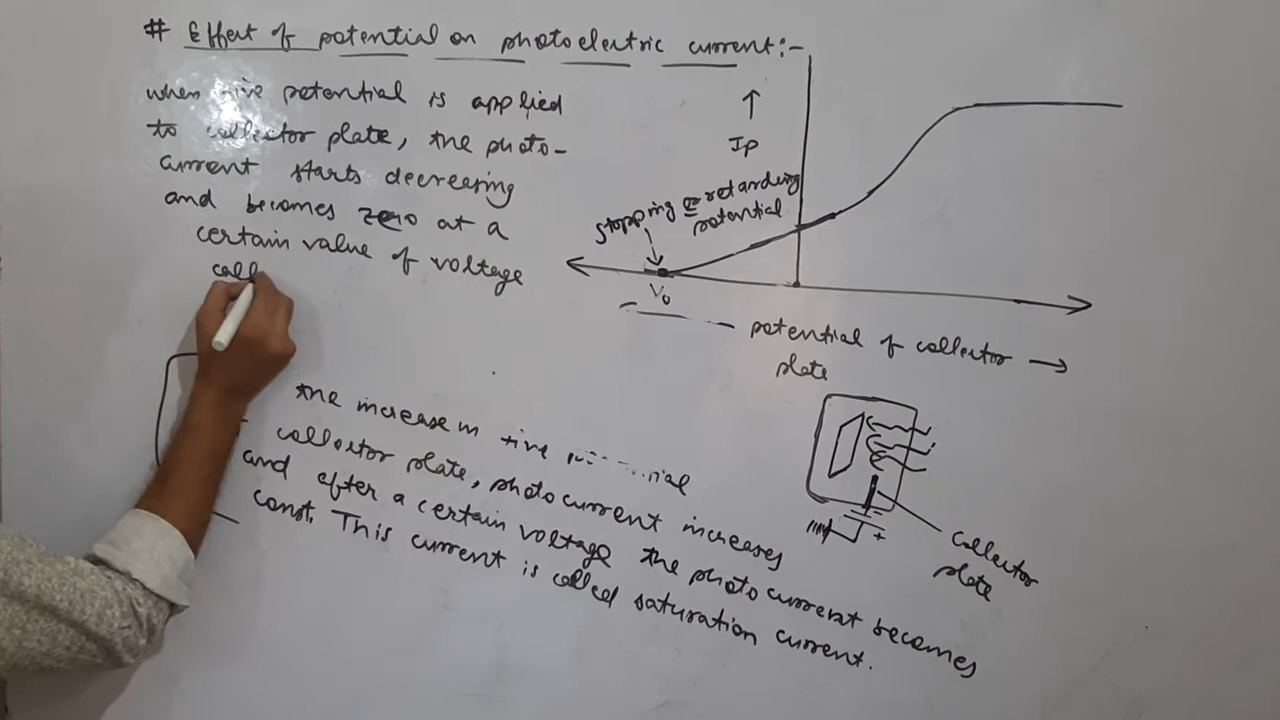 # Effect of potential on photoelectric current:-
when -ive potential is applied
to collector plate, the photo-
current starts decreasing
and becomes zero at a
certain value of voltage
call
Ip
Stopping or retarding
potential
V₀
potential of collector
plate
the increase in +ive
collector plate, photocurrent increases
and after a certain voltage the photo current becomes
const. This current is called saturation current.
+
Collector
plate